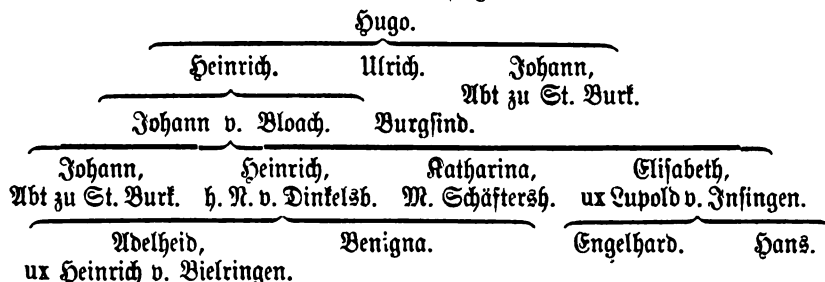 Hugo.
Heinrich. Ulrich. Johann,
Abt zu St. Burk.
Johann v. Bloach. Burgsind.
Johann, Heinrich, Katharina, Elisabeth,
Abt zu St. Burk. h. N. v. Dinkelsb. M. Schäftersh. ux Lupold v. Insingen.
Adelheid, Benigna. Engelhard. Hans.
ux Heinrich v. Bielringen.